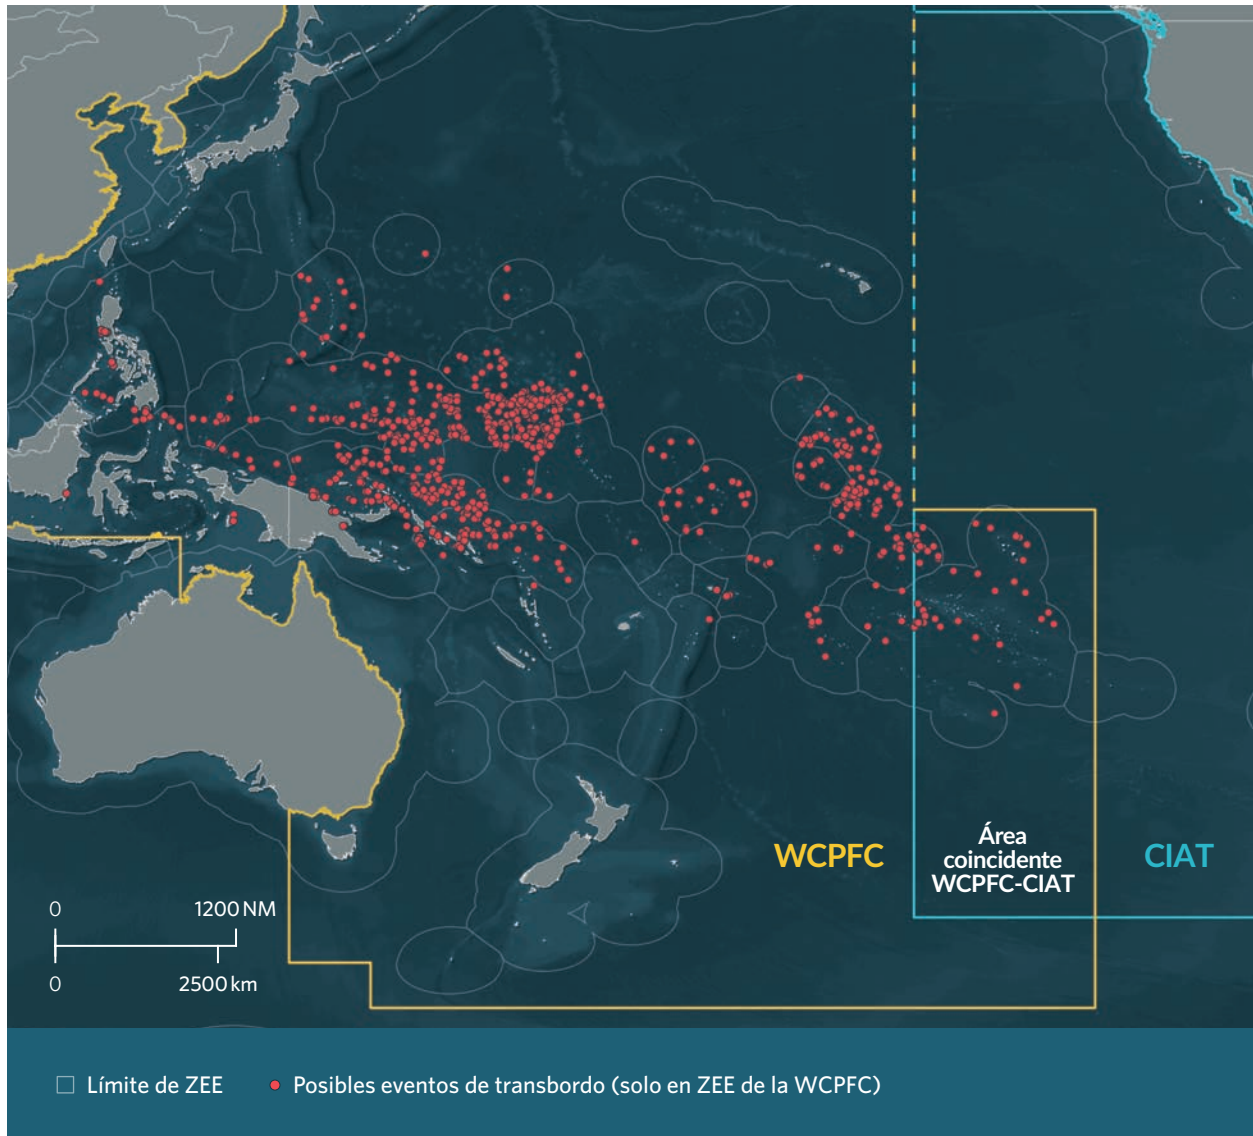 WCPFC
Área
coincidente
WCPFC-CIAT
CIAT
0 1200 NM
0 2500 km
Límite de ZEE
Posibles eventos de transbordo (solo en ZEE de la WCPFC)